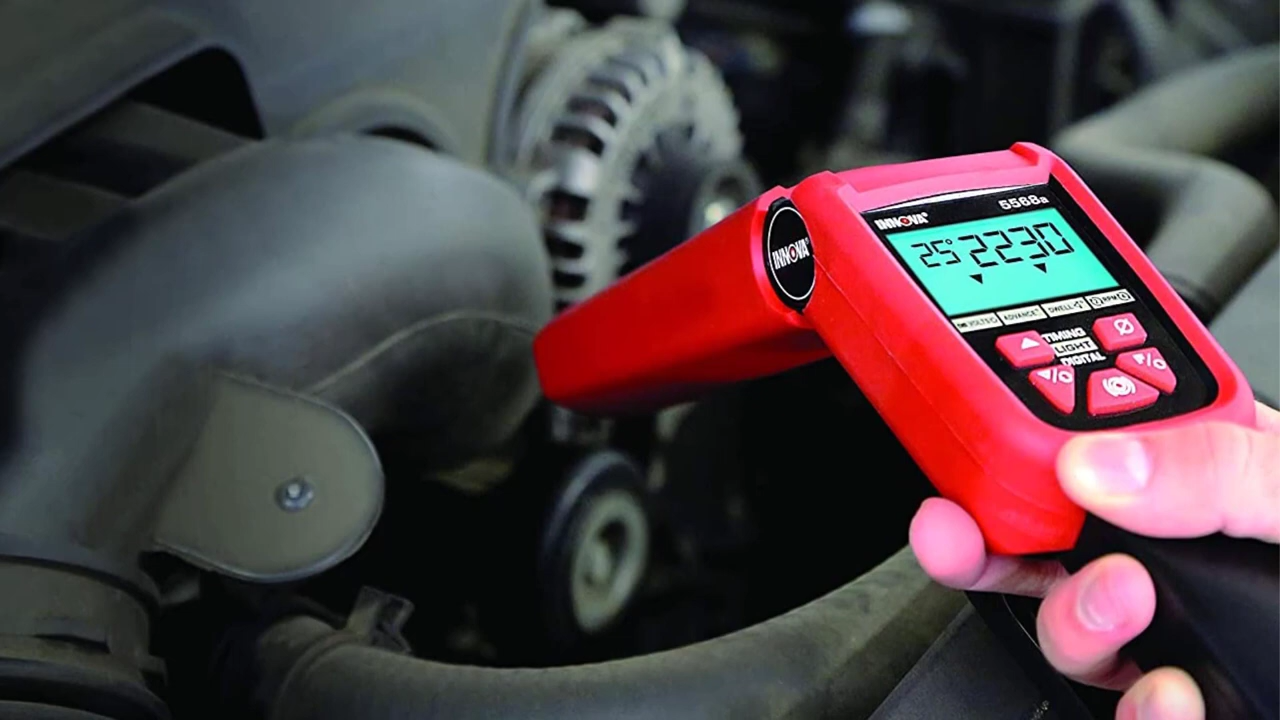 INNOVA
INNOVA® 5568a
25° 2230
VOLTS ADVANCE° DWELL RPM
TIMING
LIGHT
DIGITAL